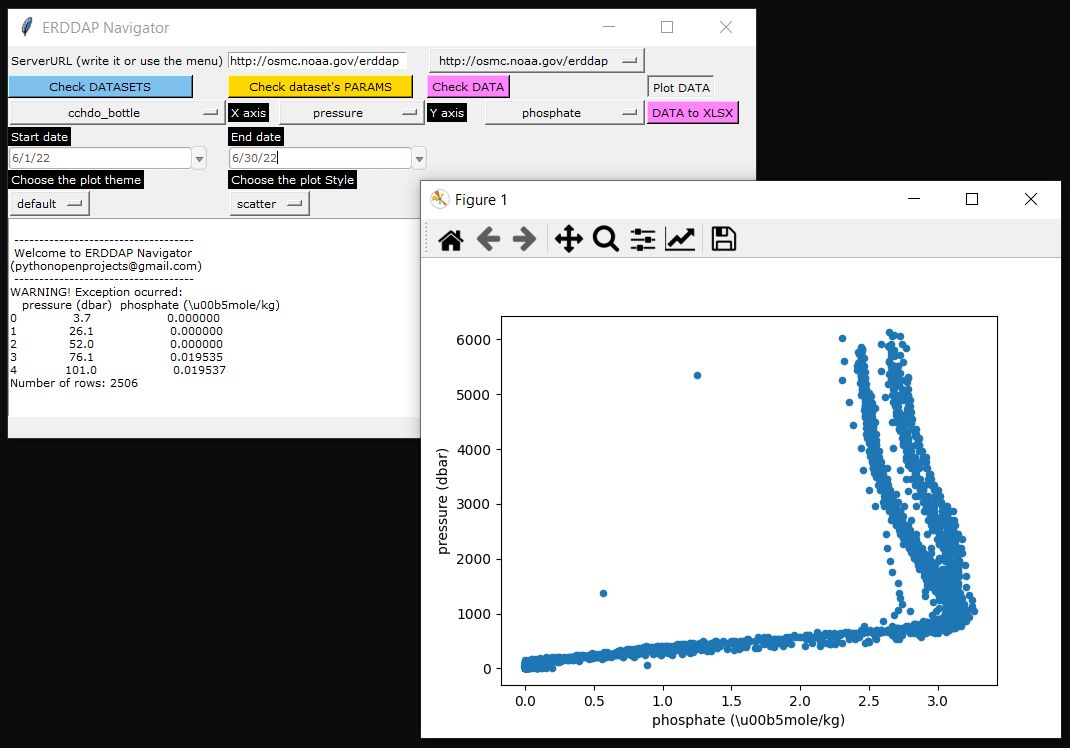 ERDDAP Navigator
ServerURL (write it or use the menu) http://osmc.noaa.gov/erddap http://osmc.noaa.gov/erddap
Check DATASETS Check dataset's PARAMS Check DATA Plot DATA
cchdo_bottle X axis pressure Y axis phosphate DATA to XLSX
Start date End date
6/1/22 6/30/22
Choose the plot theme Choose the plot Style
default scatter
------------------------------------
Welcome to ERDDAP Navigator
(pythonopenprojects@gmail.com)
------------------------------------
WARNING! Exception ocurred:
pressure (dbar) phosphate (\u00b5mole/kg)
0 3.7 0.000000
1 26.1 0.000000
2 52.0 0.000000
3 76.1 0.019535
4 101.0 0.019537
Number of rows: 2506
Figure 1
6000
5000
4000
3000
2000
1000
0
pressure (dbar)
0.0 0.5 1.0 1.5 2.0 2.5 3.0
phosphate (\u00b5mole/kg)